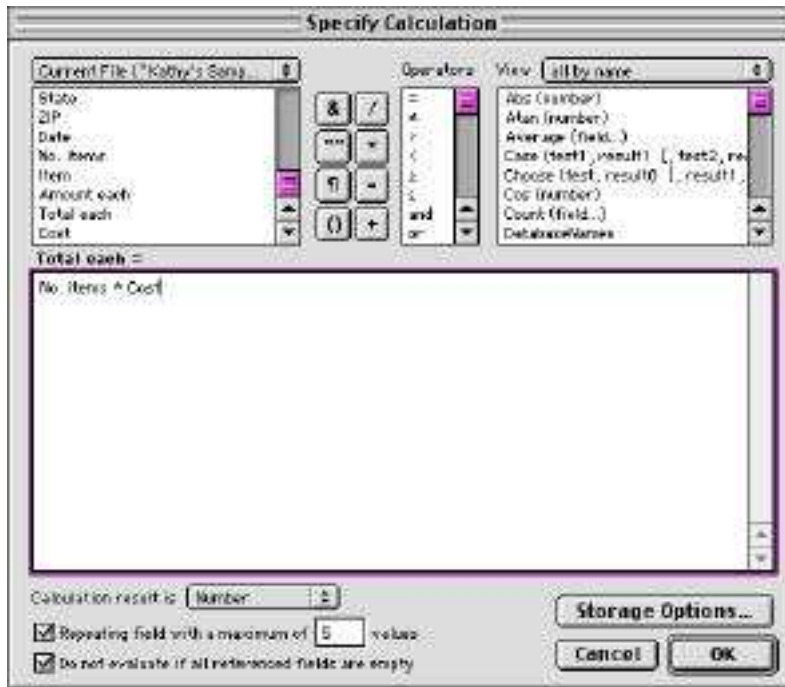 Specify Calculation
Current File ("Kathy's Samp...
Operators
View
all by name
State
ZIP
Date
No. items
Item
Amount each
Total each
Cost
&
/
""
*
¶
-
()
+
=
≠
>
<
≥
≤
and
or
Abs (number)
Atan (number)
Average (field...)
Case (test1, result1 [, test2, re
Choose (test, result0 [, result1,
Cos (number)
Count (field...)
DatabaseNames
Total each =
No. items * Cost
Calculation result is
Number
Repeating field with a maximum of 5 values
Do not evaluate if all referenced fields are empty
Storage Options...
Cancel
OK